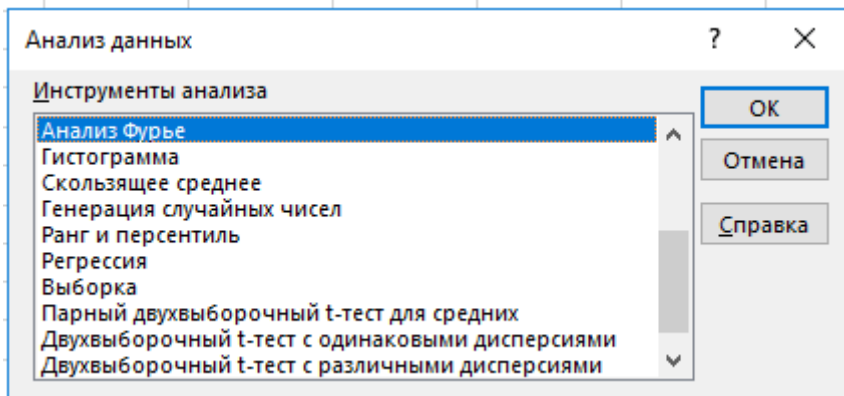 Анализ данных
?
Инструменты анализа
Анализ Фурье
Гистограмма
Скользящее среднее
Генерация случайных чисел
Ранг и персентиль
Регрессия
Выборка
Парный двухвыборочный t-тест для средних
Двухвыборочный t-тест с одинаковыми дисперсиями
Двухвыборочный t-тест с различными дисперсиями
ОК
Отмена
Справка